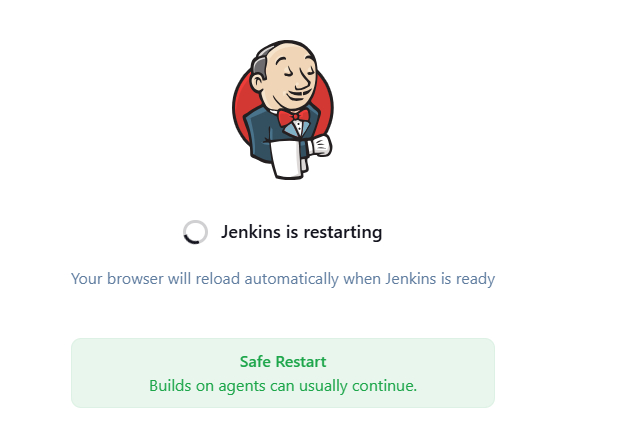 Jenkins is restarting
Your browser will reload automatically when Jenkins is ready
Safe Restart
Builds on agents can usually continue.